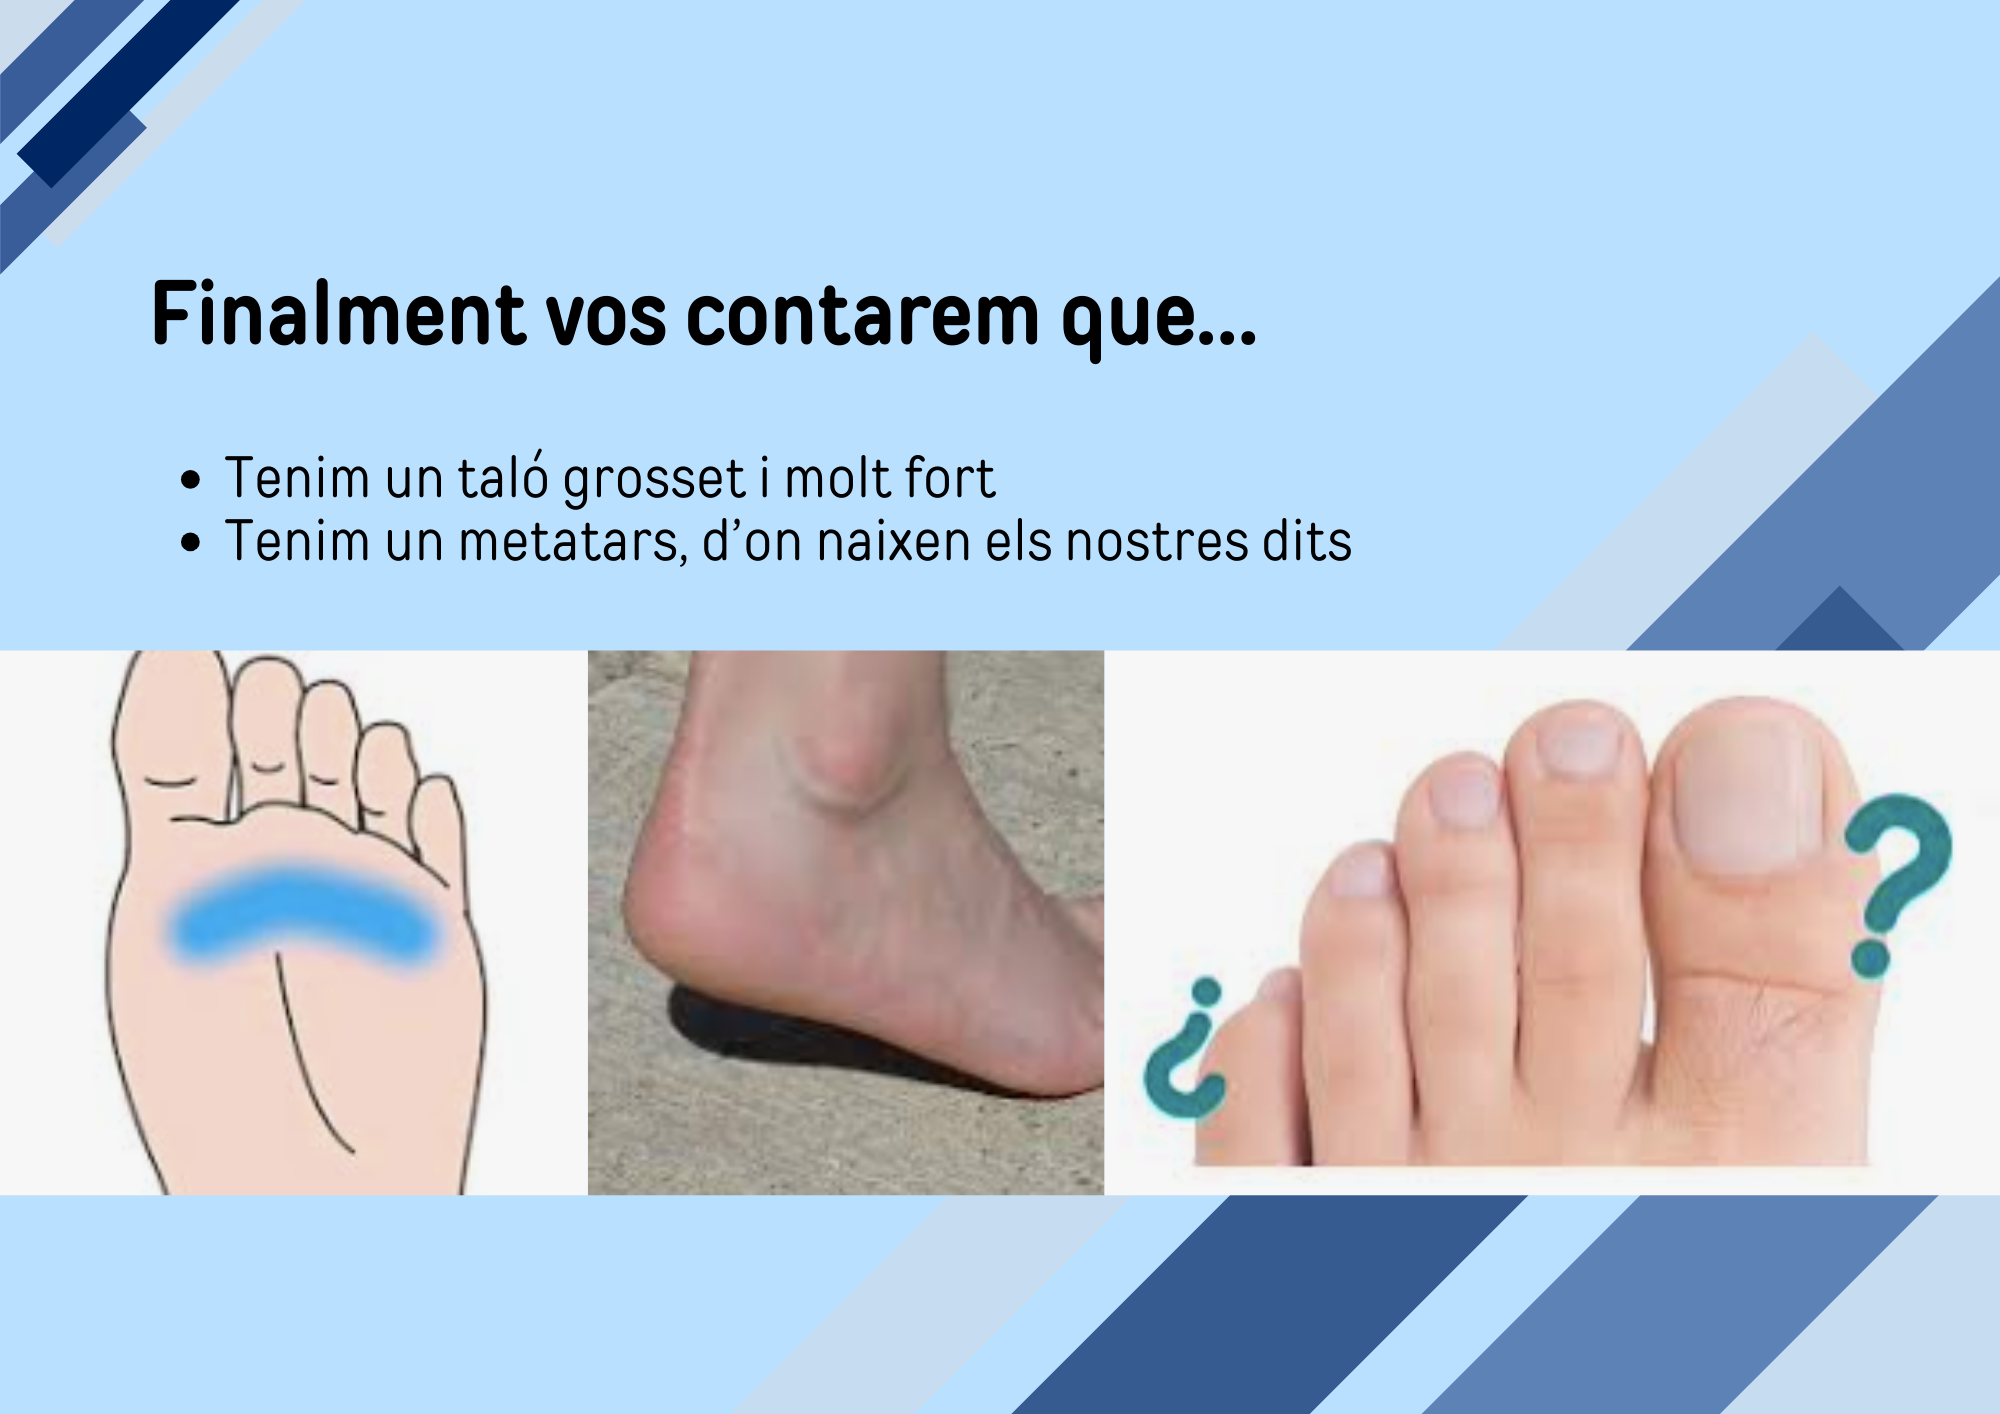 Finalment vos contarem que...
• Tenim un taló grosset i molt fort
• Tenim un metatars, d’on naixen els nostres dits
¿
?